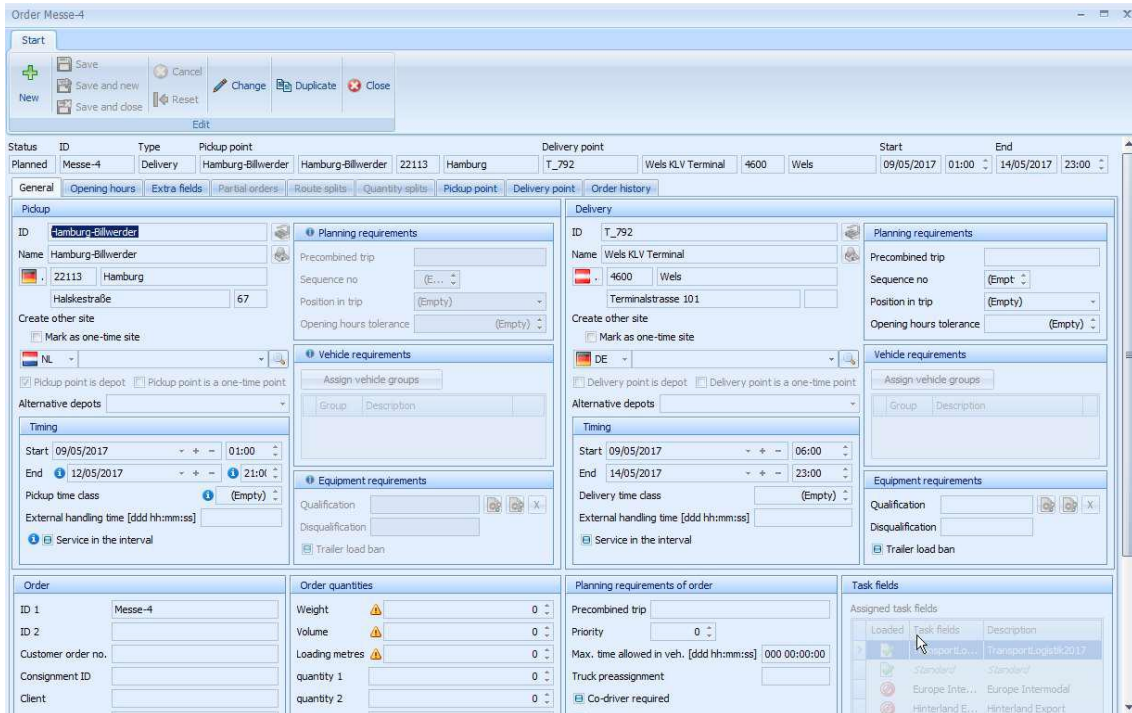 Order Messe-4
Start
New
Save
Save and new
Save and close
Cancel
Reset
Change
Duplicate
Close
Edit
Status ID Type Pickup point Delivery point Start End
Planned Messe-4 Delivery Hamburg-Billwerder Hamburg-Billwerder 22113 Hamburg T_792 Wels KLV Terminal 4600 Wels 09/05/2017 01:00 14/05/2017 23:00
General Opening hours Extra fields Partial orders Route splits Quantity splits Pickup point Delivery point Order history
Pickup
ID Hamburg-Billwerder
Name Hamburg-Billwerder
22113 Hamburg
Halskestraße 67
Create other site
Mark as one-time site
NL
Pickup point is depot Pickup point is a one-time point
Alternative depots
Timing
Start 09/05/2017 01:00
End 12/05/2017 21:0
Pickup time class (Empty)
External handling time [ddd hh:mm:ss]
Service in the interval
Planning requirements
Precombined trip
Sequence no (E...
Position in trip (Empty)
Opening hours tolerance (Empty)
Vehicle requirements
Assign vehicle groups
Group Description
Equipment requirements
Qualification X
Disqualification
Trailer load ban
Delivery
ID T_792
Name Wels KLV Terminal
4600 Wels
Terminalstrasse 101
Create other site
Mark as one-time site
DE
Delivery point is depot Delivery point is a one-time point
Alternative depots
Timing
Start 09/05/2017 06:00
End 14/05/2017 23:00
Delivery time class (Empty)
External handling time [ddd hh:mm:ss]
Service in the interval
Planning requirements
Precombined trip
Sequence no (Empt
Position in trip (Empty)
Opening hours tolerance (Empty)
Vehicle requirements
Assign vehicle groups
Group Description
Equipment requirements
Qualification X
Disqualification
Trailer load ban
Order
ID 1 Messe-4
ID 2
Customer order no.
Consignment ID
Client
Order quantities
Weight 0
Volume 0
Loading metres 0
quantity 1 0
quantity 2 0
Planning requirements of order
Precombined trip
Priority 0
Max. time allowed in veh. [ddd hh:mm:ss] 000 00:00:00
Truck preassignment
Co-driver required
Task fields
Assigned task fields
Loaded Task fields Description
TransportLo... TransportLogistik2017
Standard Standard
Europe Inte... Europe Intermodal
Hinterland E... Hinterland Export